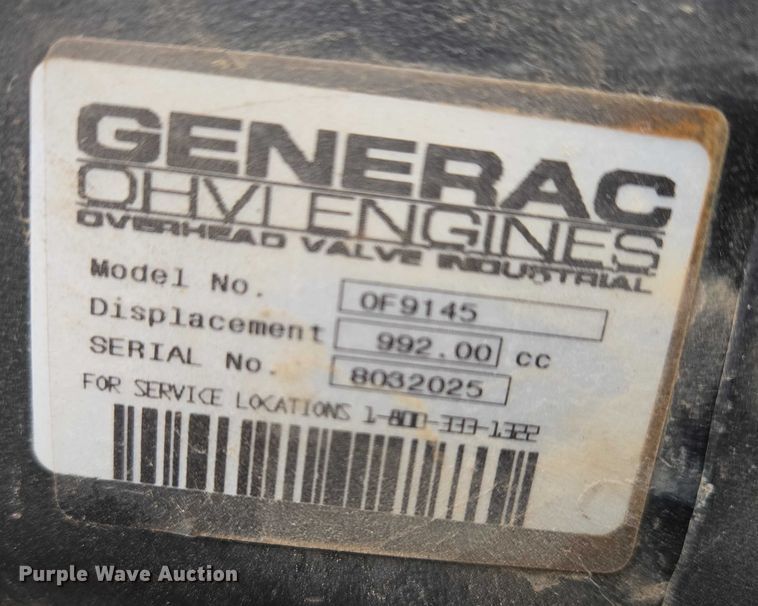 GENERAC
OHVI ENGINES
OVERHEAD VALVE INDUSTRIAL
Model No. 0F9145
Displacement 992.00 cc
SERIAL No. 8032025
FOR SERVICE LOCATIONS 1-800-333-1322
Purple Wave Auction